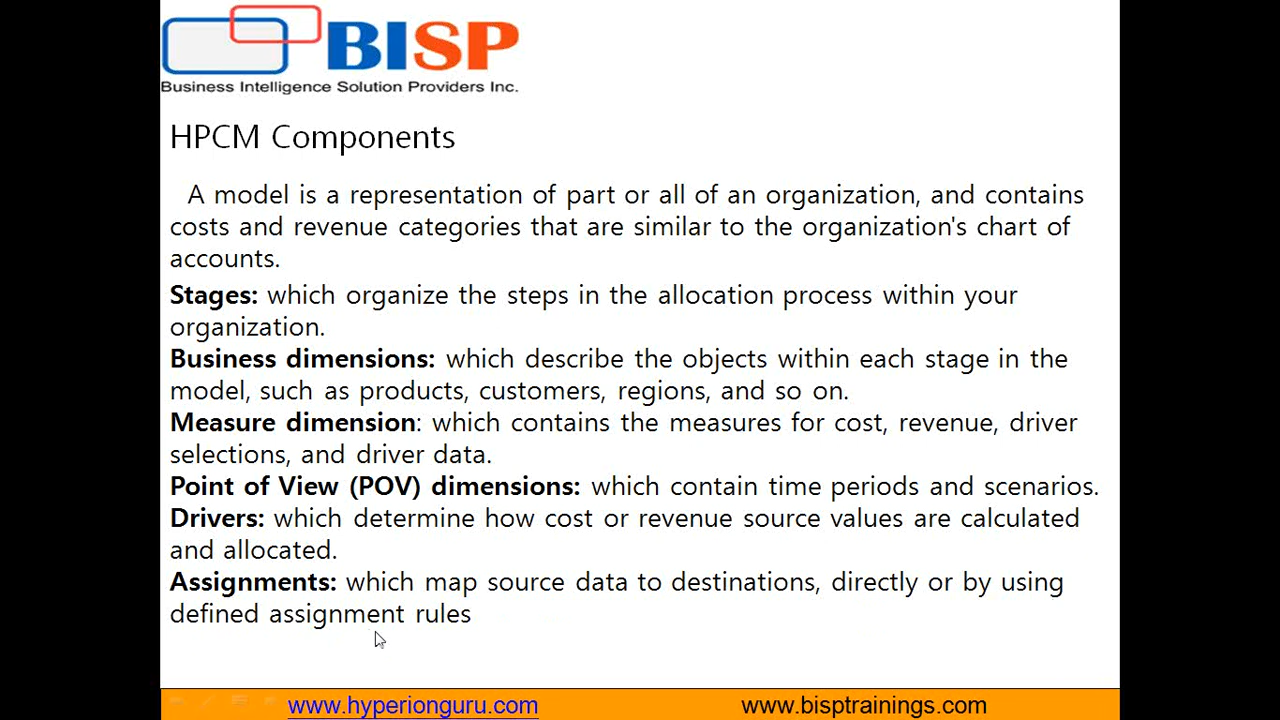 BISP
Business Intelligence Solution Providers Inc.
HPCM Components
A model is a representation of part or all of an organization, and contains
costs and revenue categories that are similar to the organization's chart of
accounts.
Stages: which organize the steps in the allocation process within your
organization.
Business dimensions: which describe the objects within each stage in the
model, such as products, customers, regions, and so on.
Measure dimension: which contains the measures for cost, revenue, driver
selections, and driver data.
Point of View (POV) dimensions: which contain time periods and scenarios.
Drivers: which determine how cost or revenue source values are calculated
and allocated.
Assignments: which map source data to destinations, directly or by using
defined assignment rules
www.hyperionguru.com www.bisptrainings.com